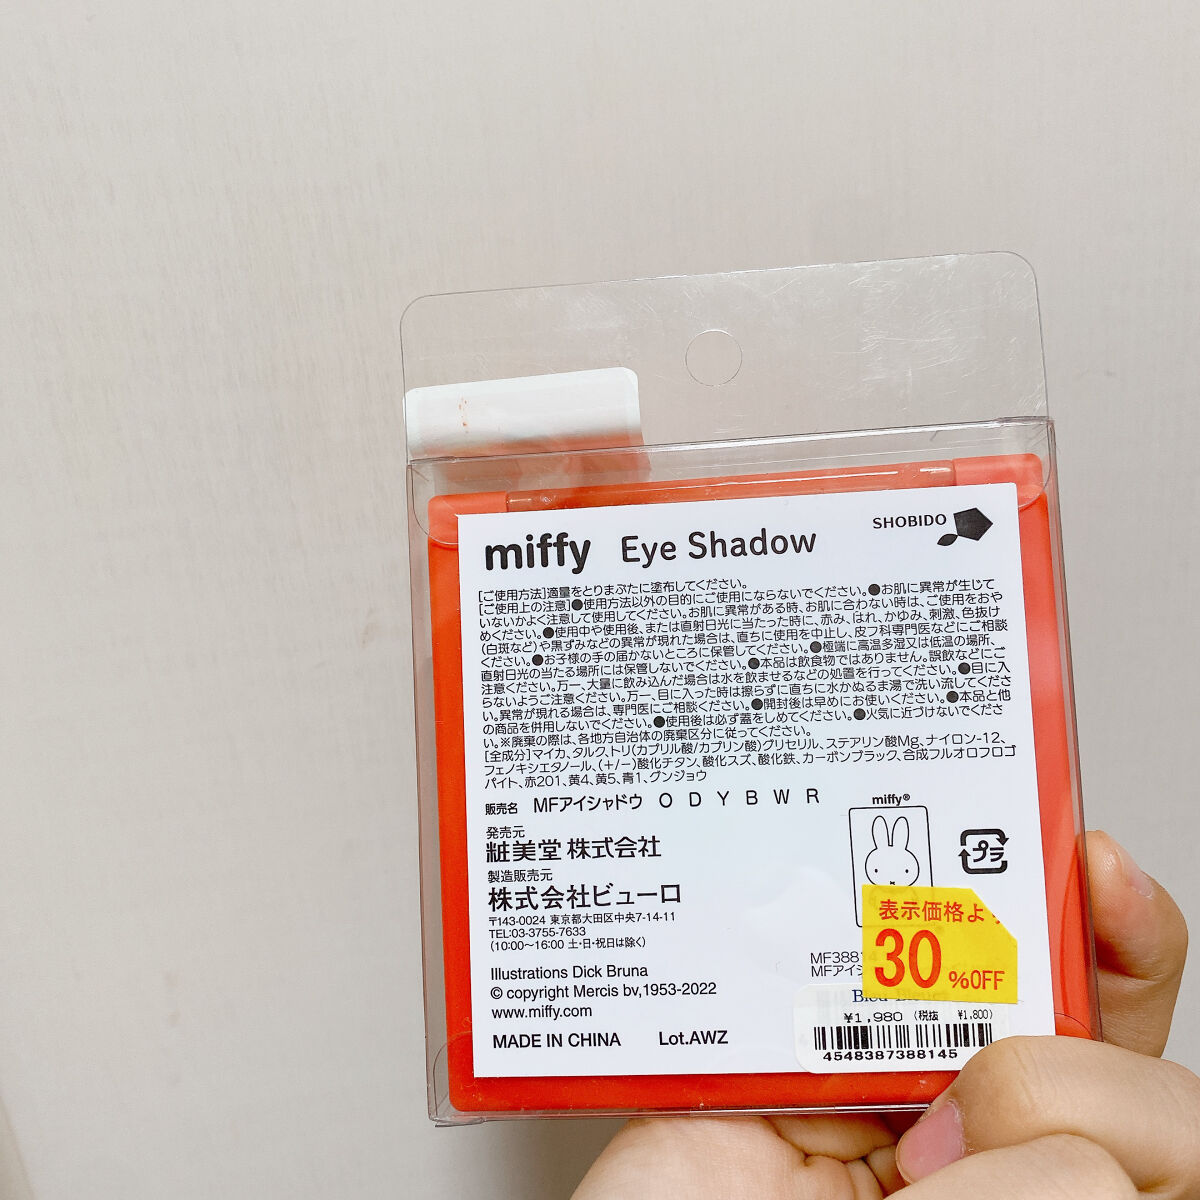 miffy Eye Shadow
SHOBIDO
[ご使用方法]適量をとりまぶたに塗布してください。
[ご使用上の注意]●使用方法以外の目的にご使用にならないでください。●お肌に異常が生じて
いないかよく注意して使用してください。お肌に異常がある時、お肌に合わない時は、ご使用をおや
めください。●使用中や使用後、または直射日光に当たった時に、赤み、はれ、かゆみ、刺激、色抜け
(白斑など)や黒ずみなどの異常が現れた場合は、直ちに使用を中止し、皮フ科専門医などにご相談
ください。●お子様の手の届かないところに保管してください。●極端に高温多湿又は低温の場所、
直射日光の当たる場所には保管しないでください。●本品は飲食物ではありません。誤飲などにご
注意ください。万一、大量に飲み込んだ場合は水を飲ませるなどの処置を行ってください。●目に入
らないようご注意ください。万一、目に入った時は擦らずに直ちに水かぬるま湯で洗い流してくださ
い。異常が現れる場合は、専門医にご相談ください。●開封後は早めにお使いください。●本品と他
の商品を併用しないでください。●使用後は必ず蓋をしめてください。●火気に近づけないでくださ
い。※廃棄の際は、各地方自治体の廃棄区分に従ってください。
[全成分]マイカ、タルク、トリ(カプリル酸/カプリン酸)グリセリル、ステアリン酸Mg、ナイロン-12、
フェノキシエタノール、(+/−)酸化チタン、酸化スズ、酸化鉄、カーボンブラック、合成フルオロフロゴ
パイト、赤201、黄4、黄5、青1、グンジョウ
販売名 MFアイシャドウ O D Y B W R
発売元
粧美堂 株式会社
製造販売元
株式会社ビューロ
〒143-0024 東京都大田区中央7-14-11
TEL:03-3755-7633
(10:00〜16:00 土・日・祝日は除く)
Illustrations Dick Bruna
© copyright Mercis bv,1953-2022
www.miffy.com
MADE IN CHINA Lot.AWZ
miffy®
プラ
表示価格よ
30%OFF
MF3881
MFアイシ
¥1,980 (税抜 ¥1,800)
4548387388145